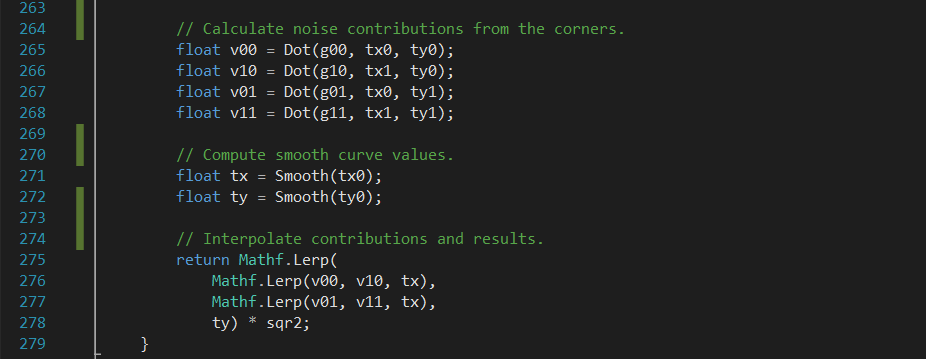 263
264 // Calculate noise contributions from the corners.
265 float v00 = Dot(g00, tx0, ty0);
266 float v10 = Dot(g10, tx1, ty0);
267 float v01 = Dot(g01, tx0, ty1);
268 float v11 = Dot(g11, tx1, ty1);
269
270 // Compute smooth curve values.
271 float tx = Smooth(tx0);
272 float ty = Smooth(ty0);
273
274 // Interpolate contributions and results.
275 return Mathf.Lerp(
276 Mathf.Lerp(v00, v10, tx),
277 Mathf.Lerp(v01, v11, tx),
278 ty) * sqr2;
279 }